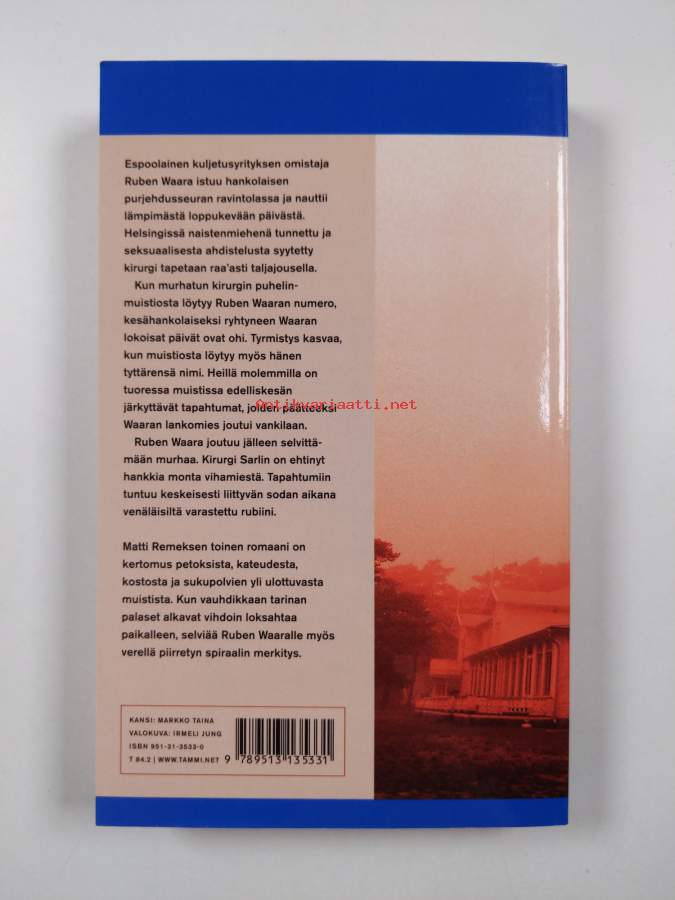 Espoolainen kuljetusyrityksen omistaja
Ruben Waara istuu hankolaisen
purjehdusseuran ravintolassa ja nauttii
lämpimästä loppukevään päivästä.
Helsingissä naistenmiehenä tunnettu ja
seksuaalisesta ahdistelusta syytetty
kirurgi tapetaan raa'asti taljajousella.
Kun murhatun kirurgin puhelin-
muistiosta löytyy Ruben Waaran numero,
kesähankolaiseksi ryhtyneen Waaran
lokoisat päivät ovat ohi. Tyrmistys kasvaa,
kun muistiosta löytyy myös hänen
tyttärensä nimi. Heillä molemmilla on
tuoressa muistissa edelliskesän
järkyttävät tapahtumat, joiden päätteeksi
Antikvariaatti.net
Waaran lankomies joutui vankilaan.
Ruben Waara joutuu jälleen selvittä-
mään murhaa. Kirurgi Sarlin on ehtinyt
hankkia monta vihamiestä. Tapahtumiin
tuntuu keskeisesti liittyvän sodan aikana
venäläisiltä varastettu rubiini.
Matti Remeksen toinen romaani on
kertomus petoksista, kateudesta,
kostosta ja sukupolvien yli ulottuvasta
muistista. Kun vauhdikkaan tarinan
palaset alkavat vihdoin loksahtaa
paikalleen, selviää Ruben Waaralle myös
verellä piirretyn spiraalin merkitys.
KANSI: MARKKO TAINA
VALOKUVA: IRMELI JUNG
ISBN 951-31-3533-0
T 84.2 | WWW.TAMMI.NET
9 789513 135331